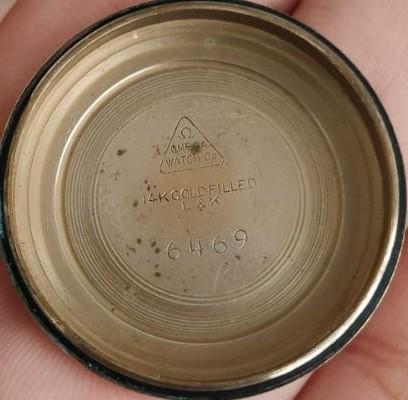 Ω
OMEGA
WATCH CO
14K GOLD FILLED
L & K
6469